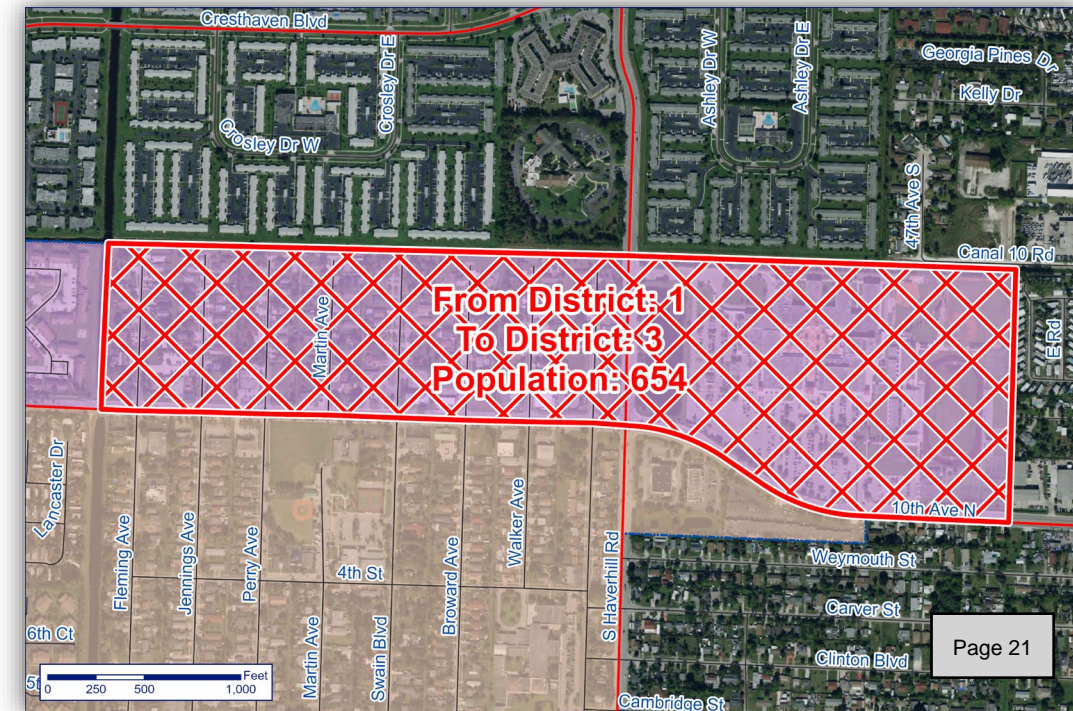 Cresthaven Blvd
Crosley Dr E
Crosley Dr W
Ashley Dr W
Ashley Dr E
Georgia Pines Dr
Kelly Dr
47th Ave S
Canal 10 Rd
Martin Ave
From District: 1
To District: 3
Population: 654
E Rd
10th Ave N
Lancaster Dr
Fleming Ave
Jennings Ave
Perry Ave
Martin Ave
Swain Blvd
Broward Ave
Walker Ave
S Haverhill Rd
4th St
Weymouth St
Carver St
Clinton Blvd
Cambridge St
6th Ct
Page 21
Feet
0 250 500 1,000